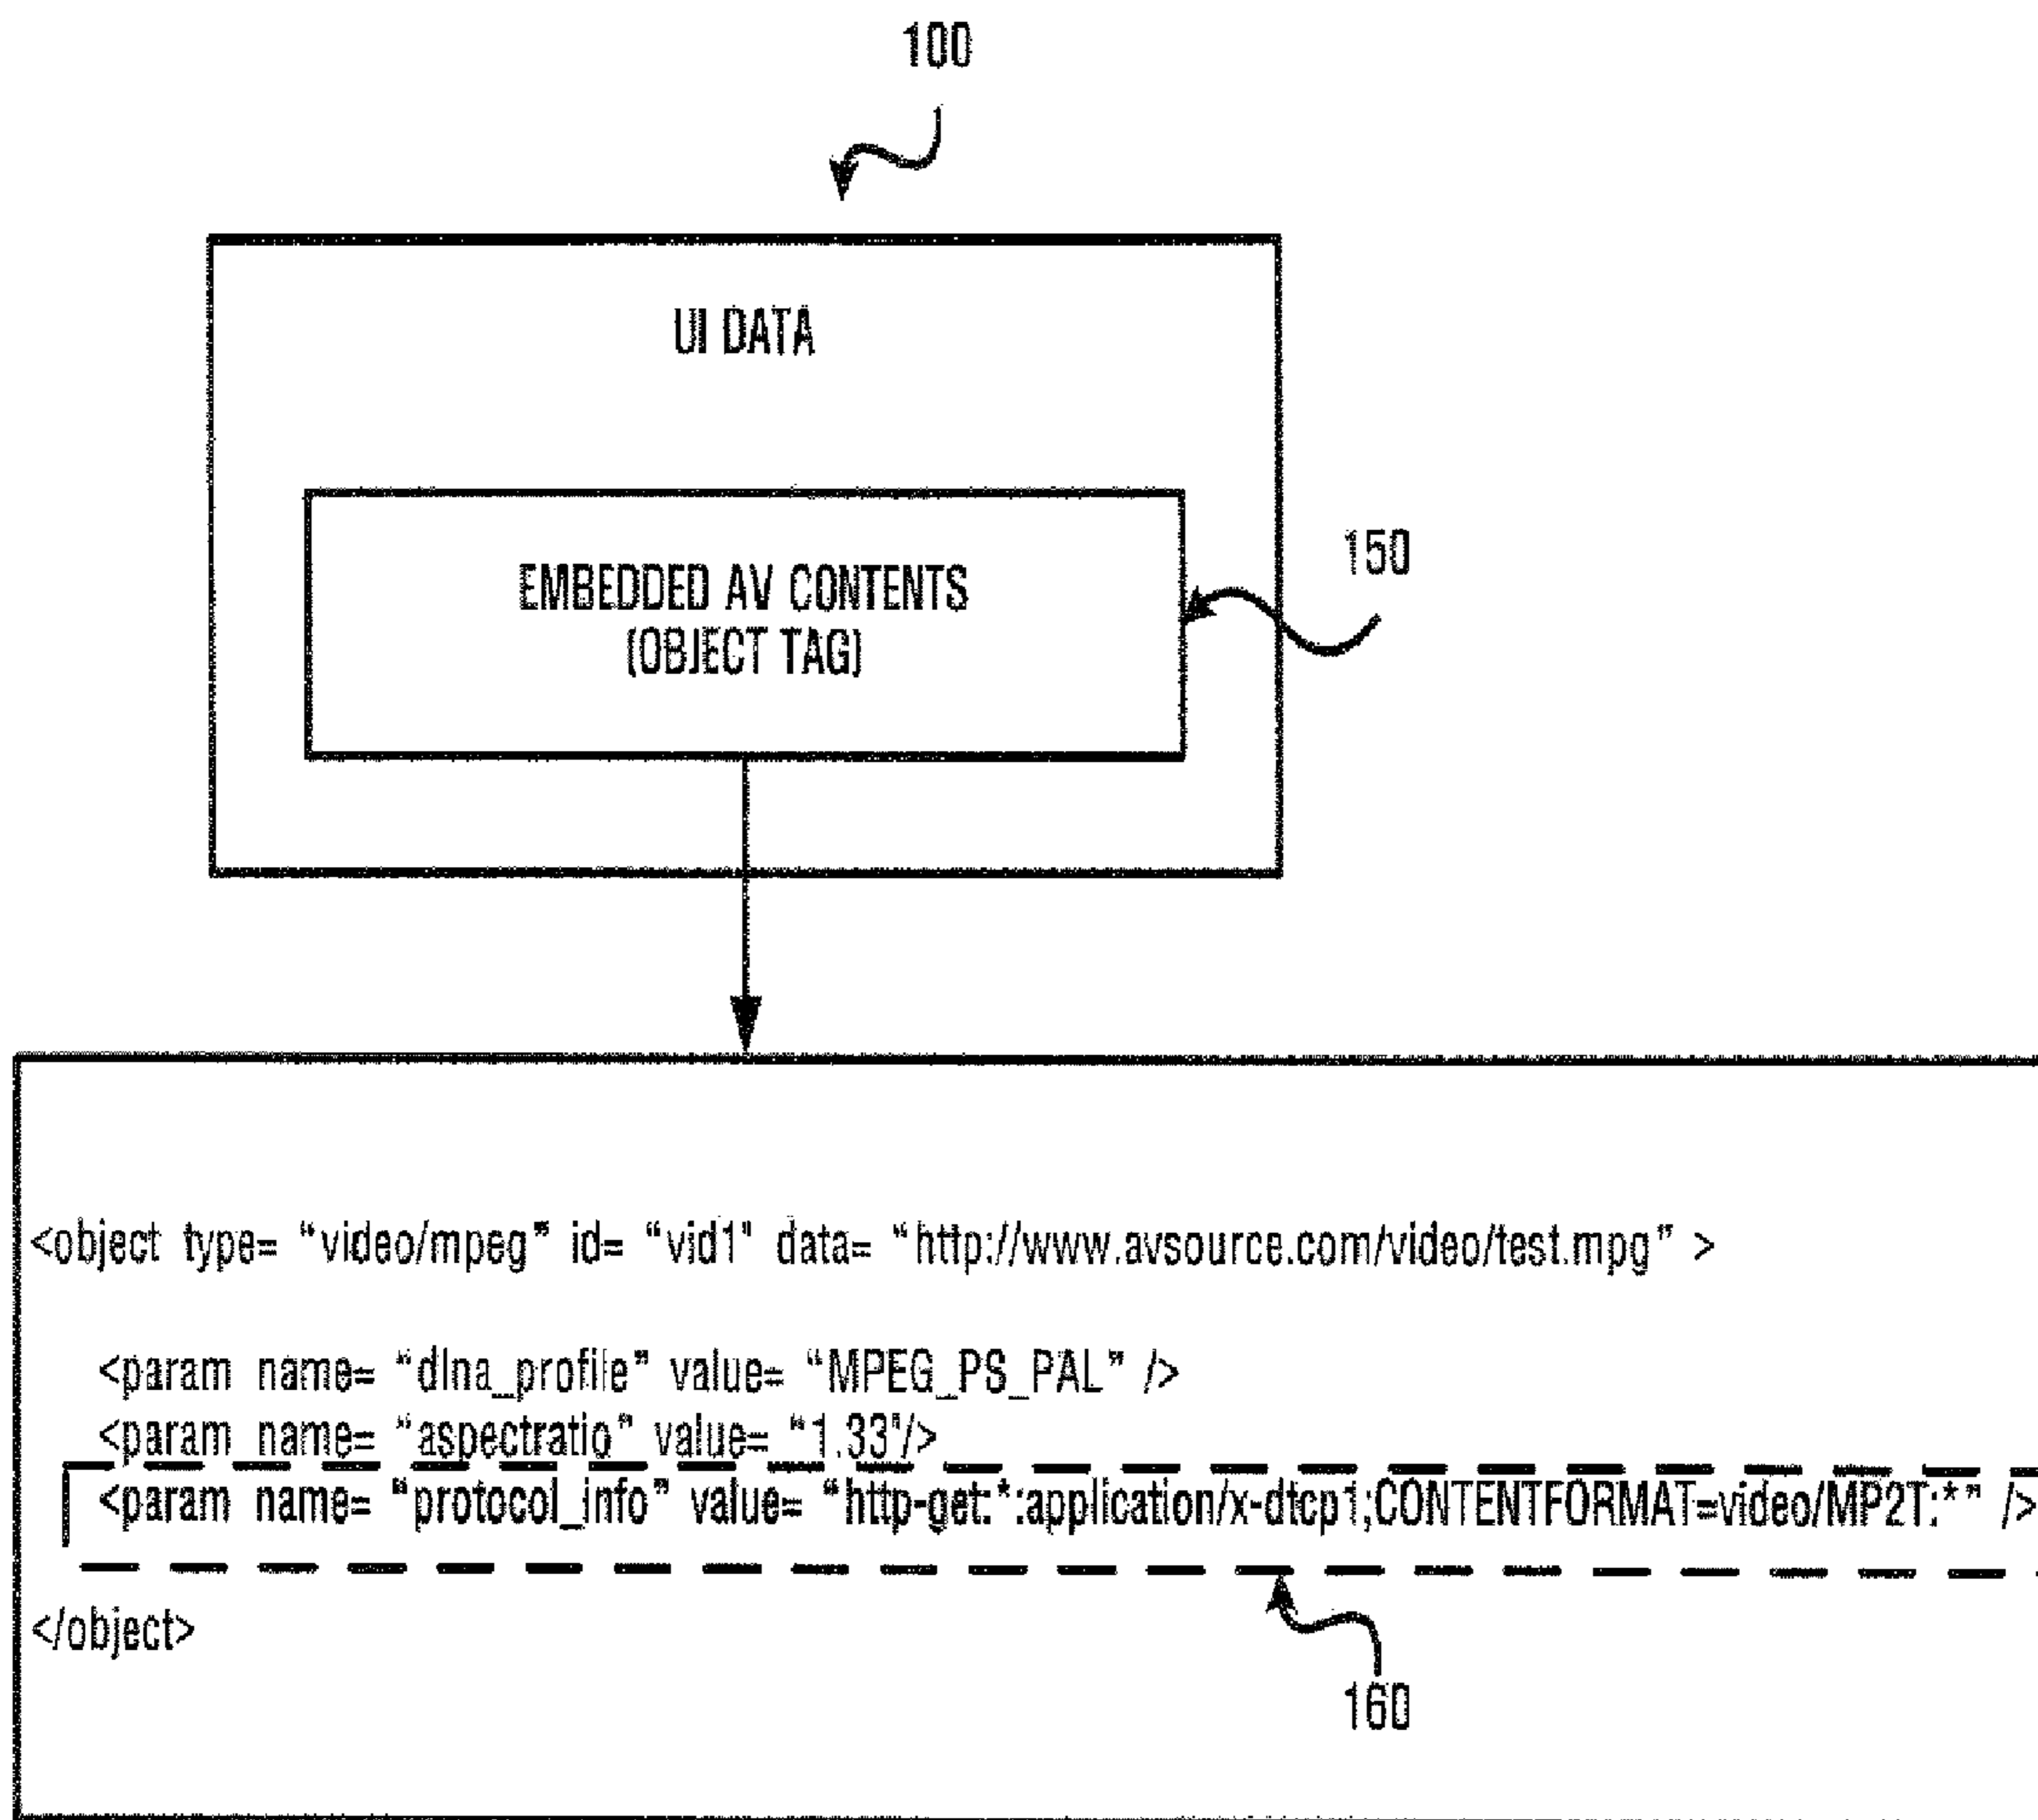 100
UI DATA
EMBEDDED AV CONTENTS
(OBJECT TAG)
150
<object type= “video/mpeg” id= “vid1" data= “http://www.avsource.com/video/test.mpg” >
<param name= “dlna_profile” value= “MPEG_PS_PAL” />
<param name= “aspectratio” value= “1.33"/>
<param name= “protocol_info” value= “http-get:*:application/x-dtcp1;CONTENTFORMAT=video/MP2T:*” />
</object>
160